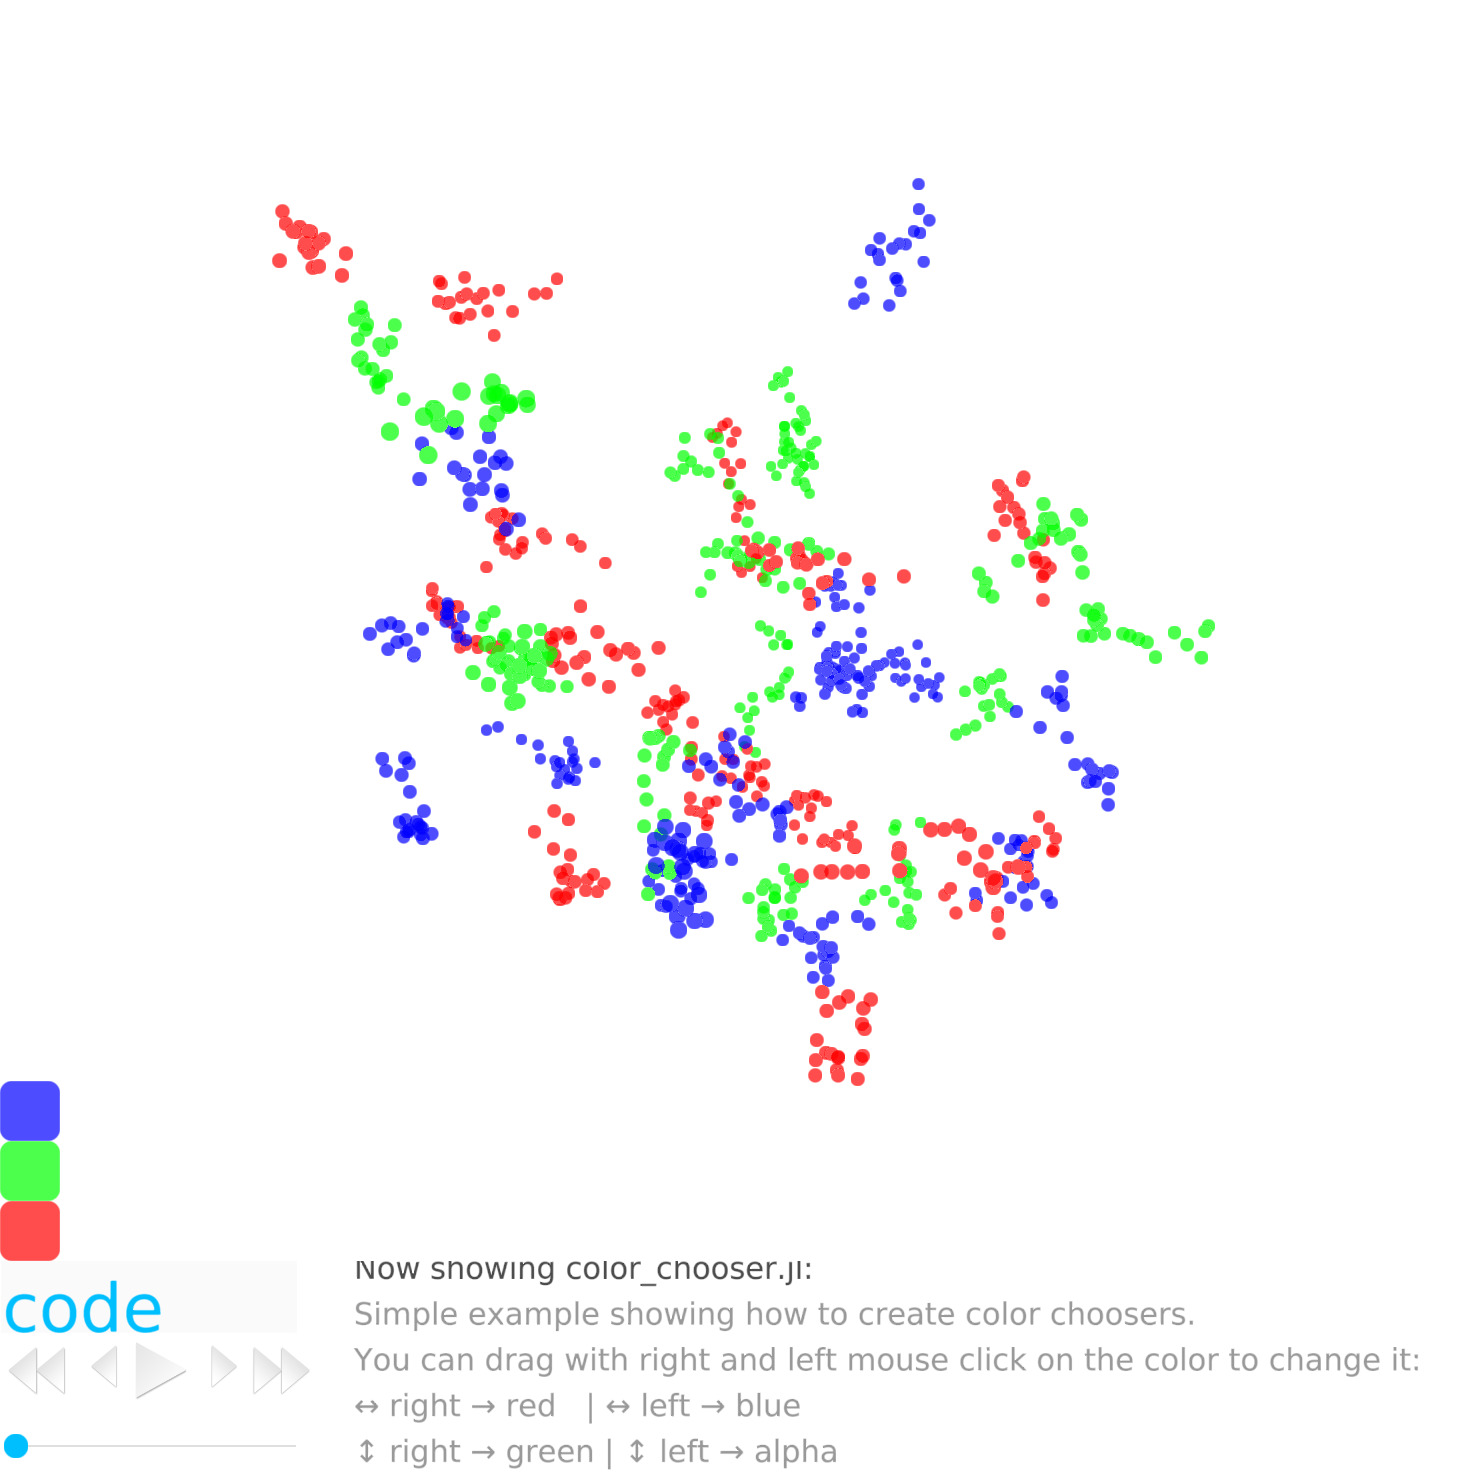 code
Now showing color_chooser.jl:
Simple example showing how to create color choosers.
You can drag with right and left mouse click on the color to change it:
↔ right → red | ↔ left → blue
↕ right → green | ↕ left → alpha